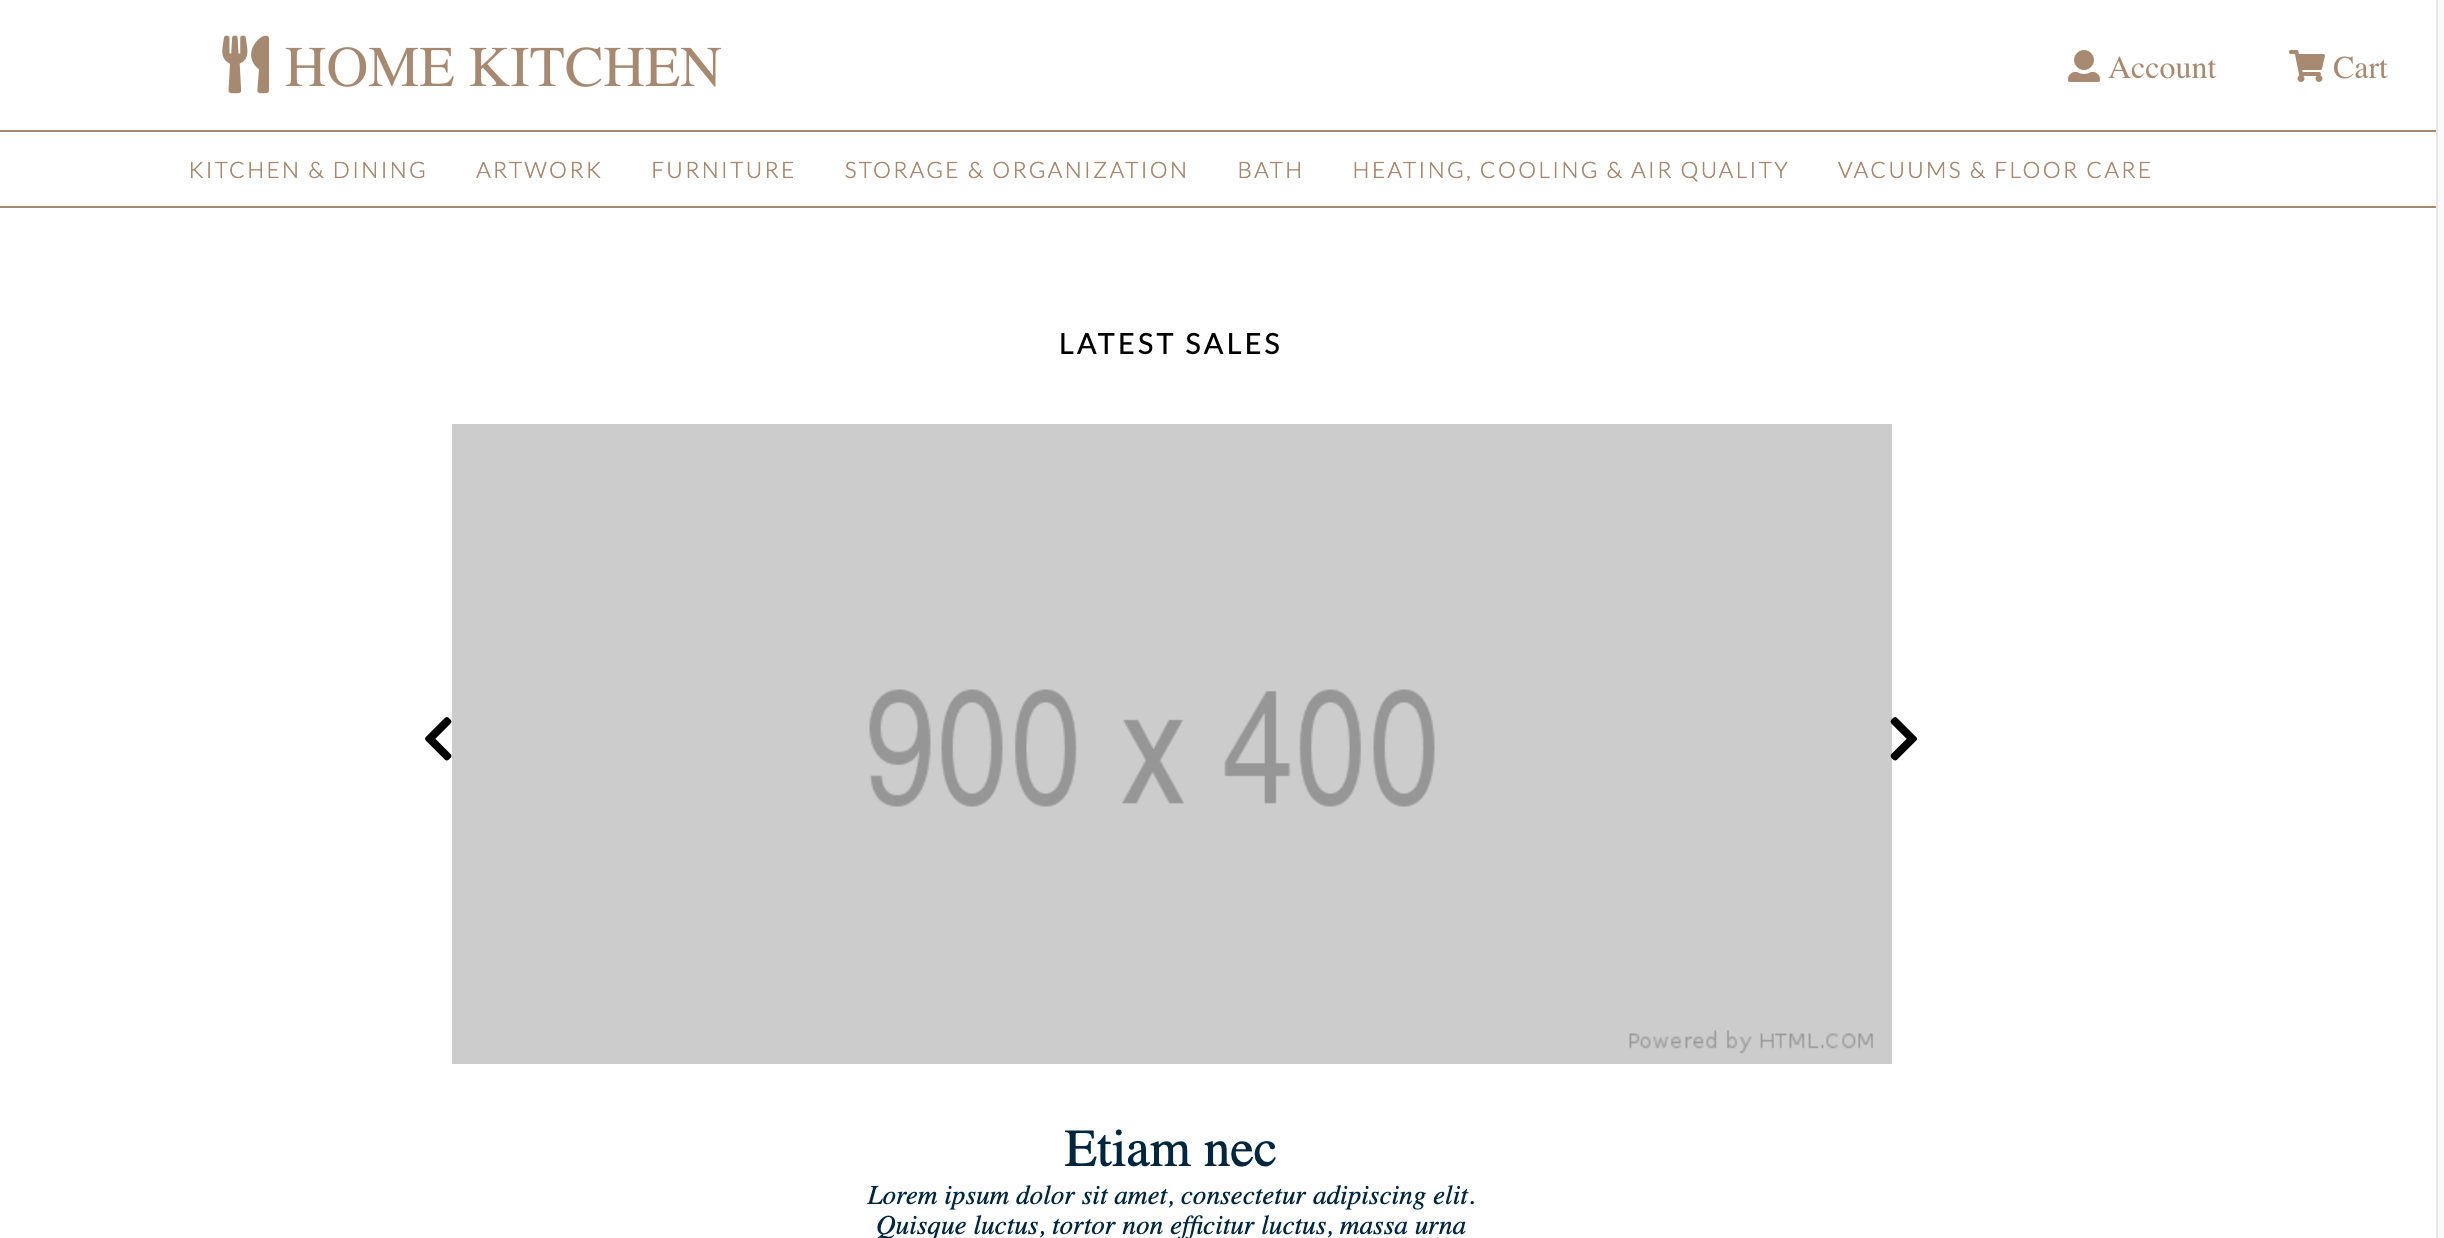 HOME KITCHEN
Account
Cart
KITCHEN & DINING
ARTWORK
FURNITURE
STORAGE & ORGANIZATION
BATH
HEATING, COOLING & AIR QUALITY
VACUUMS & FLOOR CARE
LATEST SALES
900 x 400
Powered by HTML.COM
Etiam nec
Lorem ipsum dolor sit amet, consectetur adipiscing elit.
Quisque luctus, tortor non efficitur luctus, massa urna